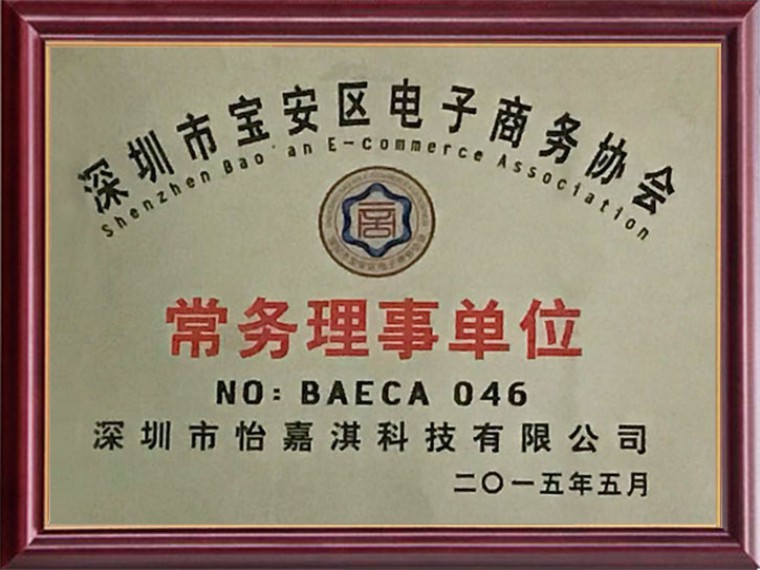 深圳市宝安区电子商务协会
Shenzhen Bao'an E-commerce Association
常务理事单位
NO: BAECA 046
深圳市怡嘉淇科技有限公司
二〇一五年五月